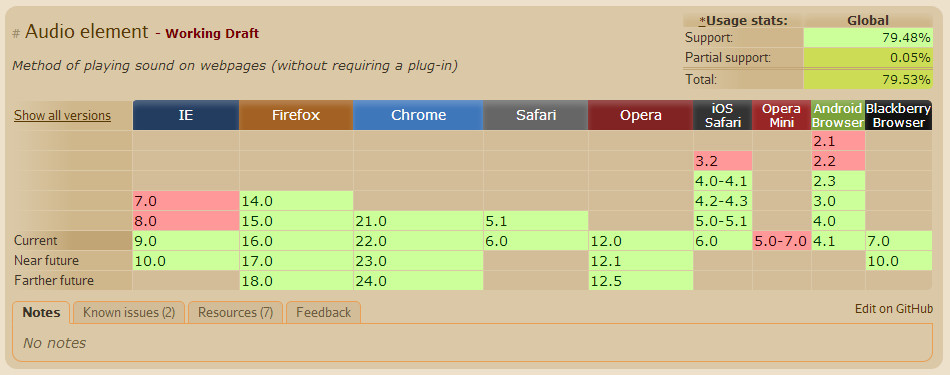 # Audio element - Working Draft
*Usage stats: Global
Support: 79.48%
Partial support: 0.05%
Total: 79.53%
Method of playing sound on webpages (without requiring a plug-in)
Show all versions IE Firefox Chrome Safari Opera iOS Safari Opera Mini Android Browser Blackberry Browser
2.1
3.2 2.2
4.0-4.1 2.3
7.0 14.0 4.2-4.3 3.0
8.0 15.0 21.0 5.1 5.0-5.1 4.0
Current 9.0 16.0 22.0 6.0 12.0 6.0 5.0-7.0 4.1 7.0
Near future 10.0 17.0 23.0 12.1 10.0
Farther future 18.0 24.0 12.5
Notes Known issues (2) Resources (7) Feedback Edit on GitHub
No notes